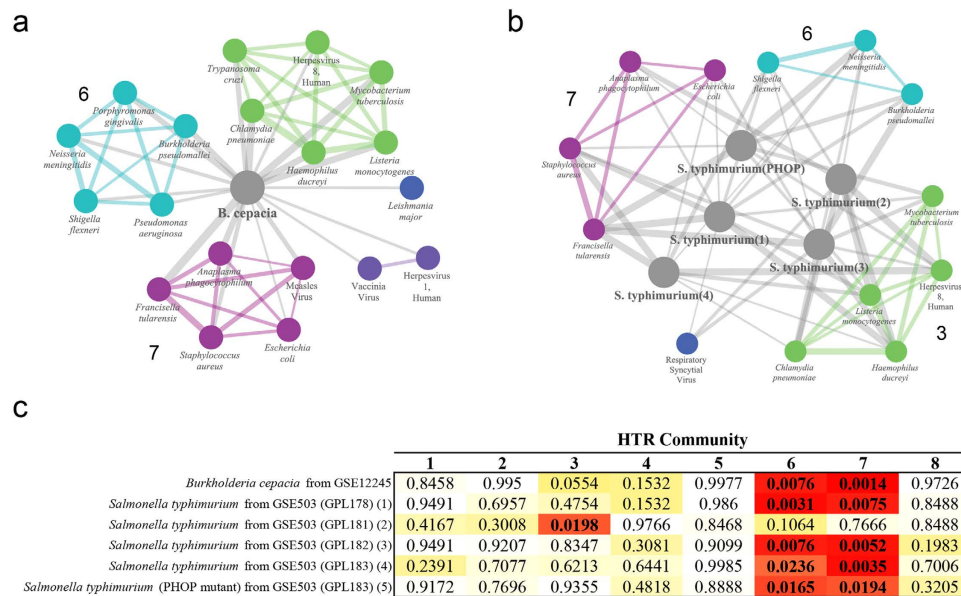 a
6
Porphyromonas
gingivalis
Neisseria
meningitidis
Burkholderia
pseudomallei
Shigella
flexneri
Pseudomonas
aeruginosa
Trypanosoma
cruzi
Herpesvirus
8,
Human
Mycobacterium
tuberculosis
Chlamydia
pneumoniae
Haemophilus
ducreyi
Listeria
monocytogenes
B. cepacia
Leishmania
major
Vaccinia
Virus
Herpesvirus
1,
Human
Anaplasma
phagocytophilum
Measles
Virus
Francisella
tularensis
Staphylococcus
aureus
Escherichia
coli
7
b
6
7
Anaplasma
phagocytophilum
Escherichia
coli
Shigella
flexneri
Neisseria
meningitidis
Burkholderia
pseudomallei
Staphylococcus
aureus
Francisella
tularensis
S. typhimurium(PHOP)
S. typhimurium(2)
S. typhimurium(1)
S. typhimurium(3)
S. typhimurium(4)
Mycobacterium
tuberculosis
Herpesvirus
8,
Human
Listeria
monocytogenes
3
Respiratory
Syncytial
Virus
Chlamydia
pneumoniae
Haemophilus
ducreyi
c
HTR Community
1 2 3 4 5 6 7 8
Burkholderia cepacia from GSE12245 0.8458 0.995 0.0554 0.1532 0.9977 0.0076 0.0014 0.9726
Salmonella typhimurium from GSE503 (GPL178) (1) 0.9491 0.6957 0.4754 0.1532 0.986 0.0031 0.0075 0.8488
Salmonella typhimurium from GSE503 (GPL181) (2) 0.4167 0.3008 0.0198 0.9766 0.8468 0.1064 0.7666 0.8488
Salmonella typhimurium from GSE503 (GPL182) (3) 0.9491 0.9207 0.8347 0.3081 0.9099 0.0076 0.0052 0.1983
Salmonella typhimurium from GSE503 (GPL183) (4) 0.2391 0.7077 0.6213 0.6441 0.9985 0.0236 0.0035 0.7006
Salmonella typhimurium (PHOP mutant) from GSE503 (GPL183) (5) 0.9172 0.7696 0.9355 0.4818 0.8888 0.0165 0.0194 0.3205